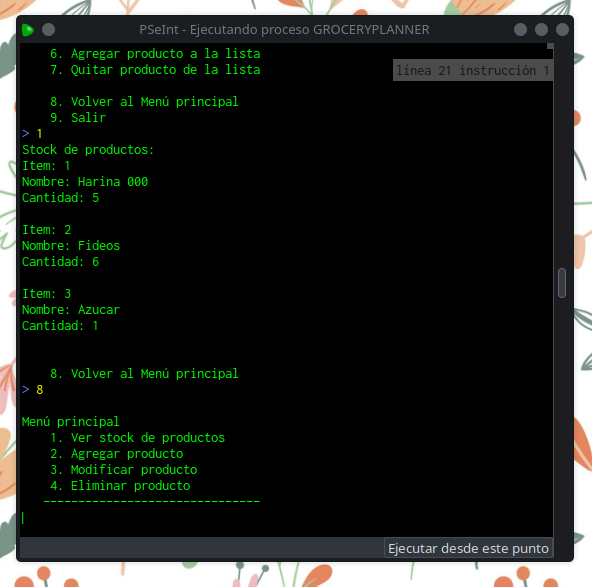 PSeInt - Ejecutando proceso GROCERYPLANNER
6. Agregar producto a la lista
7. Quitar producto de la lista
línea 21 instrucción 1
8. Volver al Menú principal
9. Salir
> 1
Stock de productos:
Item: 1
Nombre: Harina 000
Cantidad: 5
Item: 2
Nombre: Fideos
Cantidad: 6
Item: 3
Nombre: Azucar
Cantidad: 1
8. Volver al Menú principal
> 8
Menú principal
1. Ver stock de productos
2. Agregar producto
3. Modificar producto
4. Eliminar producto
-------------------------------
Ejecutar desde este punto